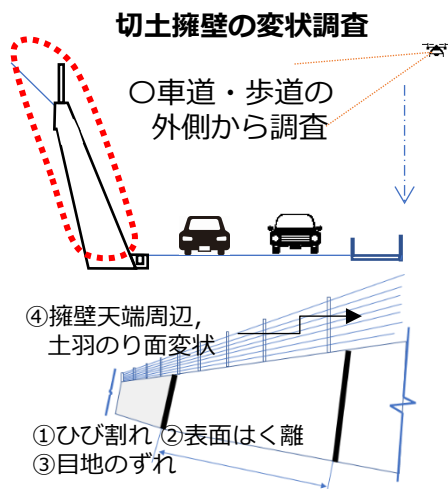 切土擁壁の変状調査
〇車道・歩道の
外側から調査
④擁壁天端周辺,
土羽のり面変状
①ひび割れ ②表面はく離
③目地のずれ